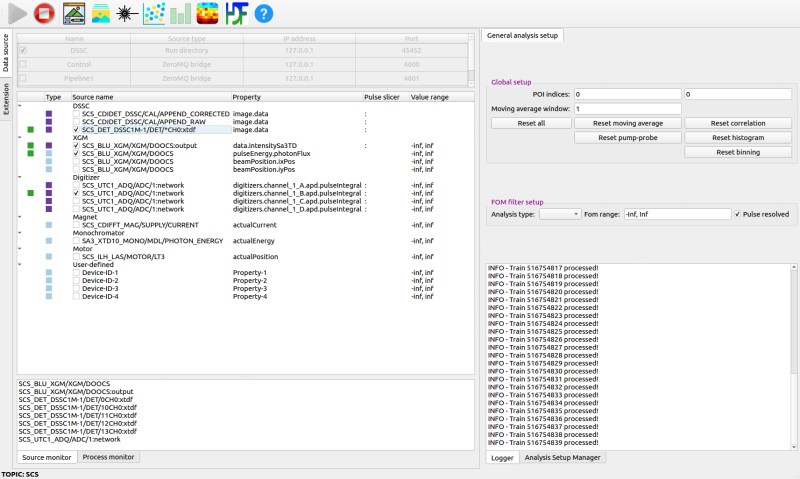 Data source
Extension
Name Source type IP address Port
DSSC Run directory 127.0.0.1 45452
Control ZeroMQ bridge 127.0.0.1 4600
Pipeline1 ZeroMQ bridge 127.0.0.1 4601
Type Source name Property Pulse slicer Value range
DSSC
SCS_CDIDET_DSSC/CAL/APPEND_CORRECTED image.data :
SCS_CDIDET_DSSC/CAL/APPEND_RAW image.data :
SCS_DET_DSSC1M-1/DET/*CH0:xtdf image.data :
XGM
SCS_BLU_XGM/XGM/DOOCS:output data.intensitySa3TD : -inf, inf
SCS_BLU_XGM/XGM/DOOCS pulseEnergy.photonFlux -inf, inf
SCS_BLU_XGM/XGM/DOOCS beamPosition.ixPos -inf, inf
SCS_BLU_XGM/XGM/DOOCS beamPosition.iyPos -inf, inf
Digitizer
SCS_UTC1_ADQ/ADC/1:network digitizers.channel_1_A.apd.pulseIntegral : -inf, inf
SCS_UTC1_ADQ/ADC/1:network digitizers.channel_1_B.apd.pulseIntegral : -inf, inf
SCS_UTC1_ADQ/ADC/1:network digitizers.channel_1_C.apd.pulseIntegral : -inf, inf
SCS_UTC1_ADQ/ADC/1:network digitizers.channel_1_D.apd.pulseIntegral : -inf, inf
Magnet
SCS_CDIFFT_MAG/SUPPLY/CURRENT actualCurrent -inf, inf
Monochromator
SA3_XTD10_MONO/MDL/PHOTON_ENERGY actualEnergy -inf, inf
Motor
SCS_ILH_LAS/MOTOR/LT3 actualPosition -inf, inf
User-defined
Device-ID-1 Property-1 -inf, inf
Device-ID-2 Property-2 -inf, inf
Device-ID-3 Property-3 -inf, inf
Device-ID-4 Property-4 -inf, inf
SCS_BLU_XGM/XGM/DOOCS
SCS_BLU_XGM/XGM/DOOCS:output
SCS_DET_DSSC1M-1/DET/0CH0:xtdf
SCS_DET_DSSC1M-1/DET/10CH0:xtdf
SCS_DET_DSSC1M-1/DET/11CH0:xtdf
SCS_DET_DSSC1M-1/DET/12CH0:xtdf
SCS_DET_DSSC1M-1/DET/13CH0:xtdf
SCS_UTC1_ADQ/ADC/1:network
Source monitor Process monitor
TOPIC: SCS
General analysis setup
Global setup
POI indices: 0 0
Moving average window: 1
Reset all Reset moving average Reset correlation
Reset pump-probe Reset histogram
Reset binning
FOM filter setup
Analysis type: Fom range: -Inf, Inf Pulse resolved
INFO - Train 516754817 processed!
INFO - Train 516754818 processed!
INFO - Train 516754819 processed!
INFO - Train 516754820 processed!
INFO - Train 516754821 processed!
INFO - Train 516754822 processed!
INFO - Train 516754823 processed!
INFO - Train 516754824 processed!
INFO - Train 516754825 processed!
INFO - Train 516754826 processed!
INFO - Train 516754827 processed!
INFO - Train 516754828 processed!
INFO - Train 516754829 processed!
INFO - Train 516754830 processed!
INFO - Train 516754831 processed!
INFO - Train 516754832 processed!
INFO - Train 516754833 processed!
INFO - Train 516754834 processed!
INFO - Train 516754835 processed!
INFO - Train 516754836 processed!
INFO - Train 516754837 processed!
INFO - Train 516754838 processed!
INFO - Train 516754839 processed!
Logger Analysis Setup Manager